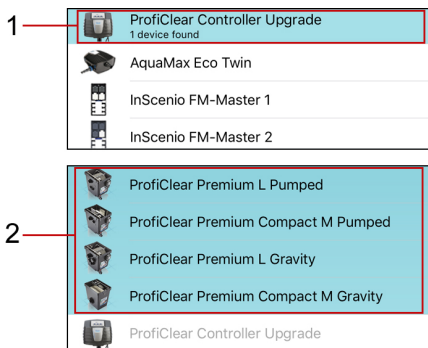 1
ProfiClear Controller Upgrade
1 device found
AquaMax Eco Twin
InScenio FM-Master 1
InScenio FM-Master 2
2
ProfiClear Premium L Pumped
ProfiClear Premium Compact M Pumped
ProfiClear Premium L Gravity
ProfiClear Premium Compact M Gravity
ProfiClear Controller Upgrade